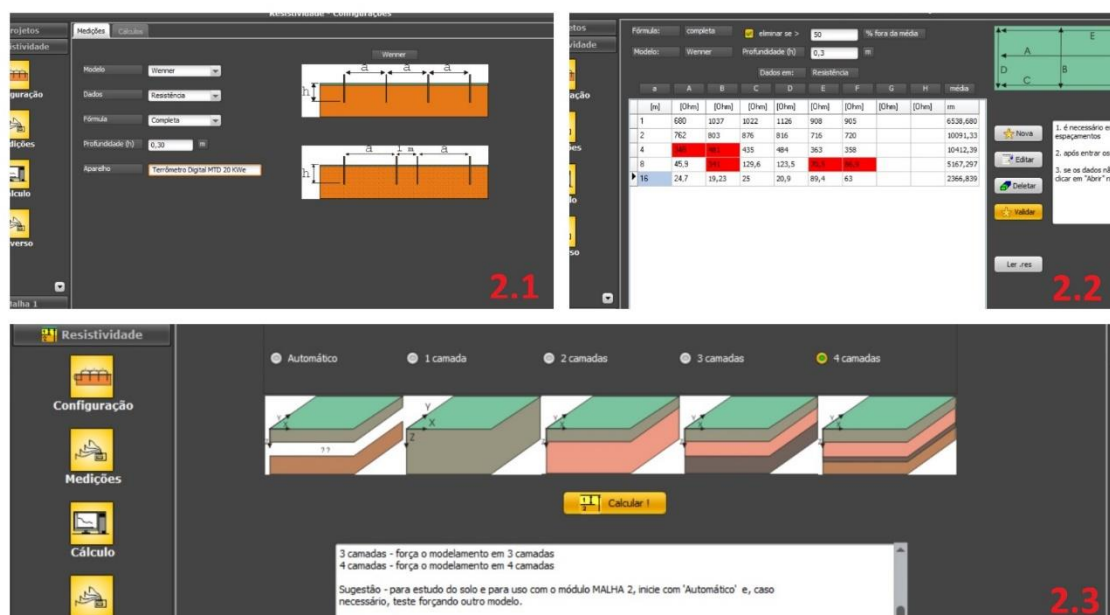 Resistividade - Configurações
rojetos
istividade
Medições Cálculos
Wenner
Modelo Wenner
Dados Resistência
Fórmula Completa
Profundidade (h) 0,30 m
Aparelho Terrômetro Digital MTD 20 KWe
a a a
h
a 1 m a
h
guração
dições
lculo
verso
talha 1
2.1
etos
vidade
Fórmula: completa eliminar se > 50 % fora da média
Modelo: Wenner Profundidade (h) 0,3 m
Dados em: Resistência
a A B C D E F G H média
[m] [Ohm] [Ohm] [Ohm] [Ohm] [Ohm] [Ohm] [Ohm] [Ohm] rm
1 680 1037 1022 1126 908 905 6538,680
2 762 803 876 816 716 720 10091,33
4 435 484 363 358 10412,39
8 45,9 129,6 123,5 5167,297
16 24,7 19,23 25 20,9 89,4 63 2366,839
E
A
D B
C
Nova
Editar
Deletar
Validar
Ler .res
1. é necessário e
espaçamentos
2. após entrar os
3. se os dados nã
clicar em "Abrir" n
ação
ções
lo
so
2.2
Resistividade
Configuração
Medições
Cálculo
Automático 1 camada 2 camadas 3 camadas 4 camadas
Y
X
Z
? ?
Calcular !
3 camadas - força o modelamento em 3 camadas
4 camadas - força o modelamento em 4 camadas
Sugestão - para estudo do solo e para uso com o módulo MALHA 2, inicie com 'Automático' e, caso
necessário, teste forçando outro modelo.
2.3